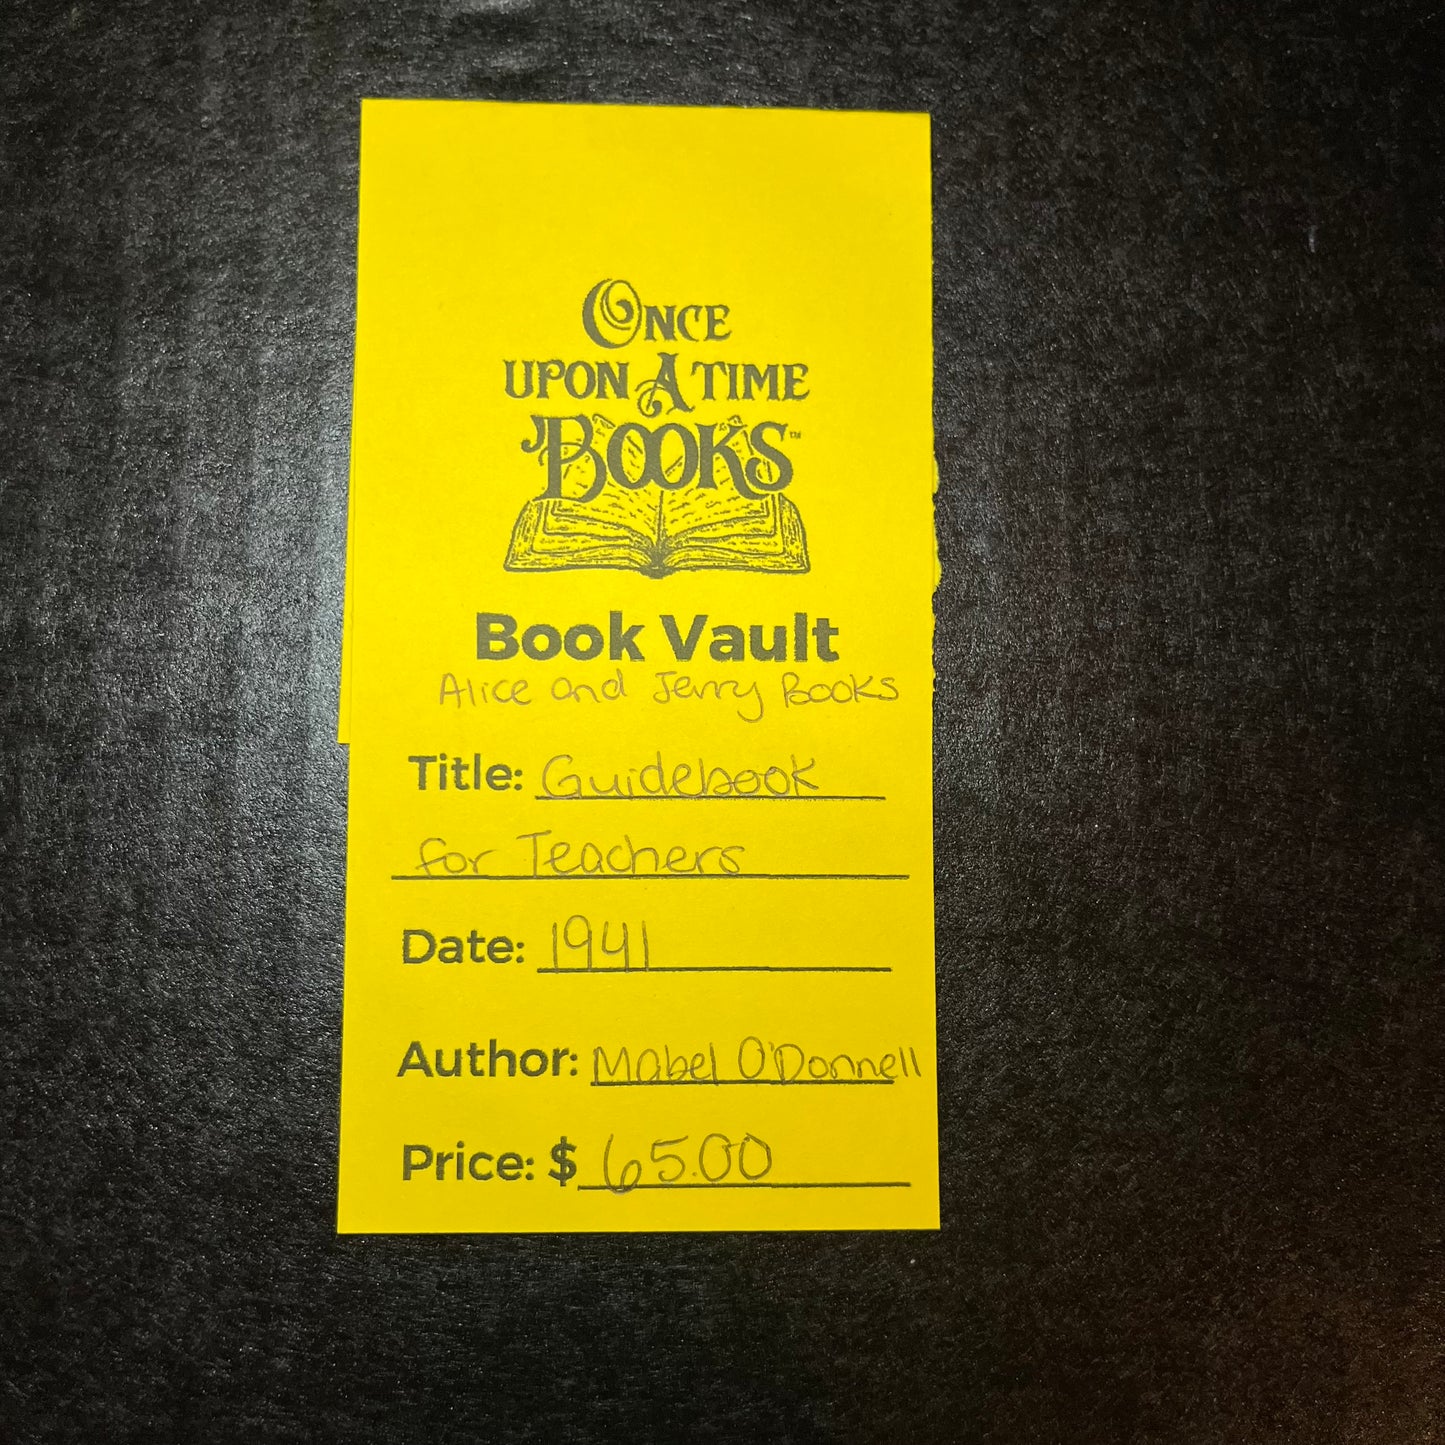 ONCE
UPON A TIME
BOOKS™
Book Vault
Alice and Jerry Books
Title: Guidebook
for Teachers
Date: 1941
Author: Mabel O'Donnell
Price: $ 65.00